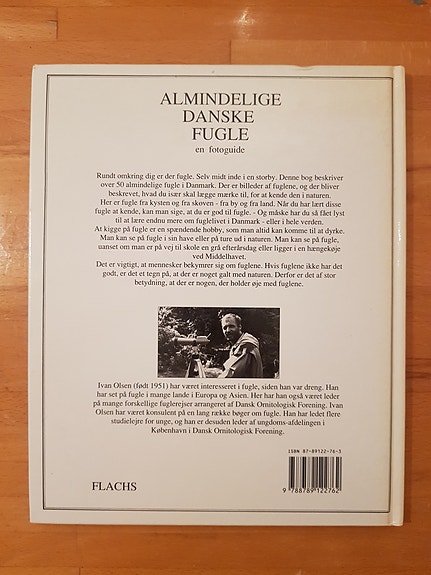 ALMINDELIGE
DANSKE
FUGLE
en fotoguide
Rundt omkring dig er der fugle. Selv midt inde i en storby. Denne bog beskriver
over 50 almindelige fugle i Danmark. Der er billeder af fuglene, og der bliver
beskrevet, hvad du især skal lægge mærke til, for at kende den i naturen.
Her er fugle fra kysten og fra skoven - fra by og fra land. Når du har lært disse
fugle at kende, kan man sige, at du er god til fugle. - Og måske har du så fået lyst
til at lære endnu mere om fuglelivet i Danmark - eller i hele verden.
At kigge på fugle er en spændende hobby, som man altid kan komme til at dyrke.
Man kan se på fugle i sin have eller på ture ud i naturen. Man kan se på fugle,
uanset om man er på vej til skole en grå efterårsdag eller ligger i en hængekøje
ved Middelhavet.
Det er vigtigt, at mennesker bekymrer sig om fuglene. Hvis fuglene ikke har det
godt, er det et tegn på, at der er noget galt med naturen. Derfor er det af stor
betydning, at der er nogen, der holder øje med fuglene.
Ivan Olsen (født 1951) har været interesseret i fugle, siden han var dreng. Han
har set på fugle i mange lande i Europa og Asien. Her har han også været leder
på mange forskellige fuglerejser arrangeret af Dansk Ornitologisk Forening. Ivan
Olsen har været konsulent på en lang række bøger om fugle. Han har ledet flere
studielejre for unge, og han er desuden leder af ungdoms-afdelingen i
København i Dansk Ornitologisk Forening.
ISBN 87-89122-76-5
9 788789 122762
FLACHS